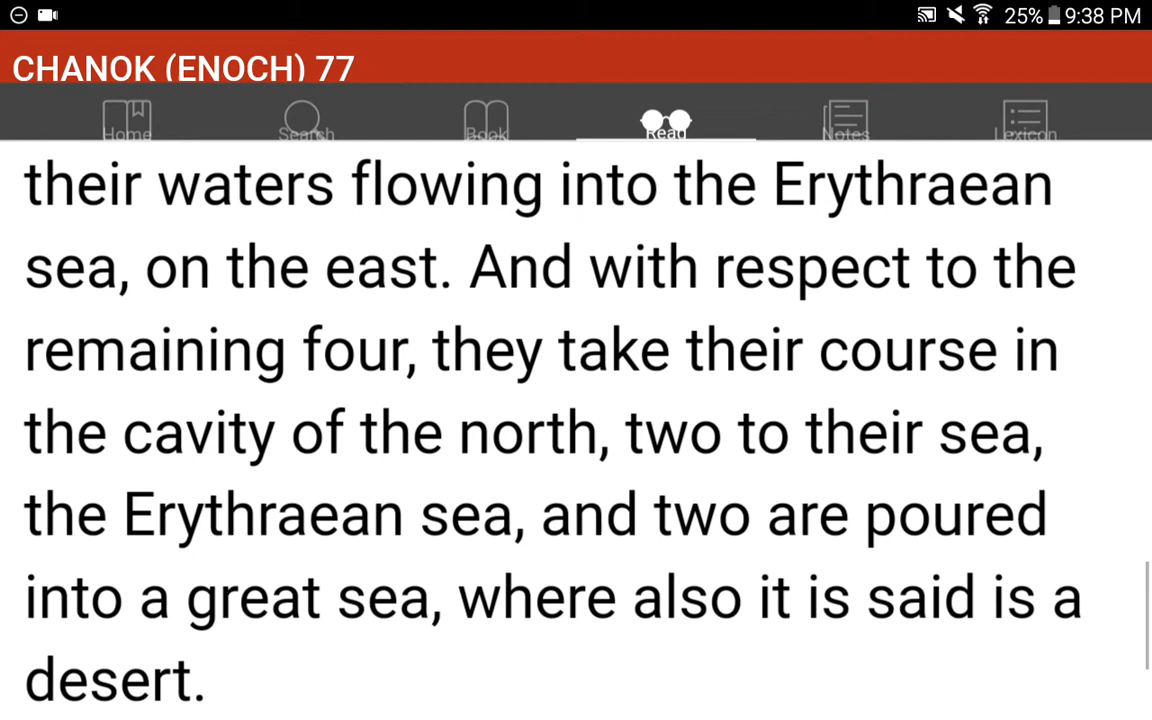 25% 9:38 PM
CHANOK (ENOCH) 77
Home Search Book Read Notes Lexicon
their waters flowing into the Erythraean
sea, on the east. And with respect to the
remaining four, they take their course in
the cavity of the north, two to their sea,
the Erythraean sea, and two are poured
into a great sea, where also it is said is a
desert.